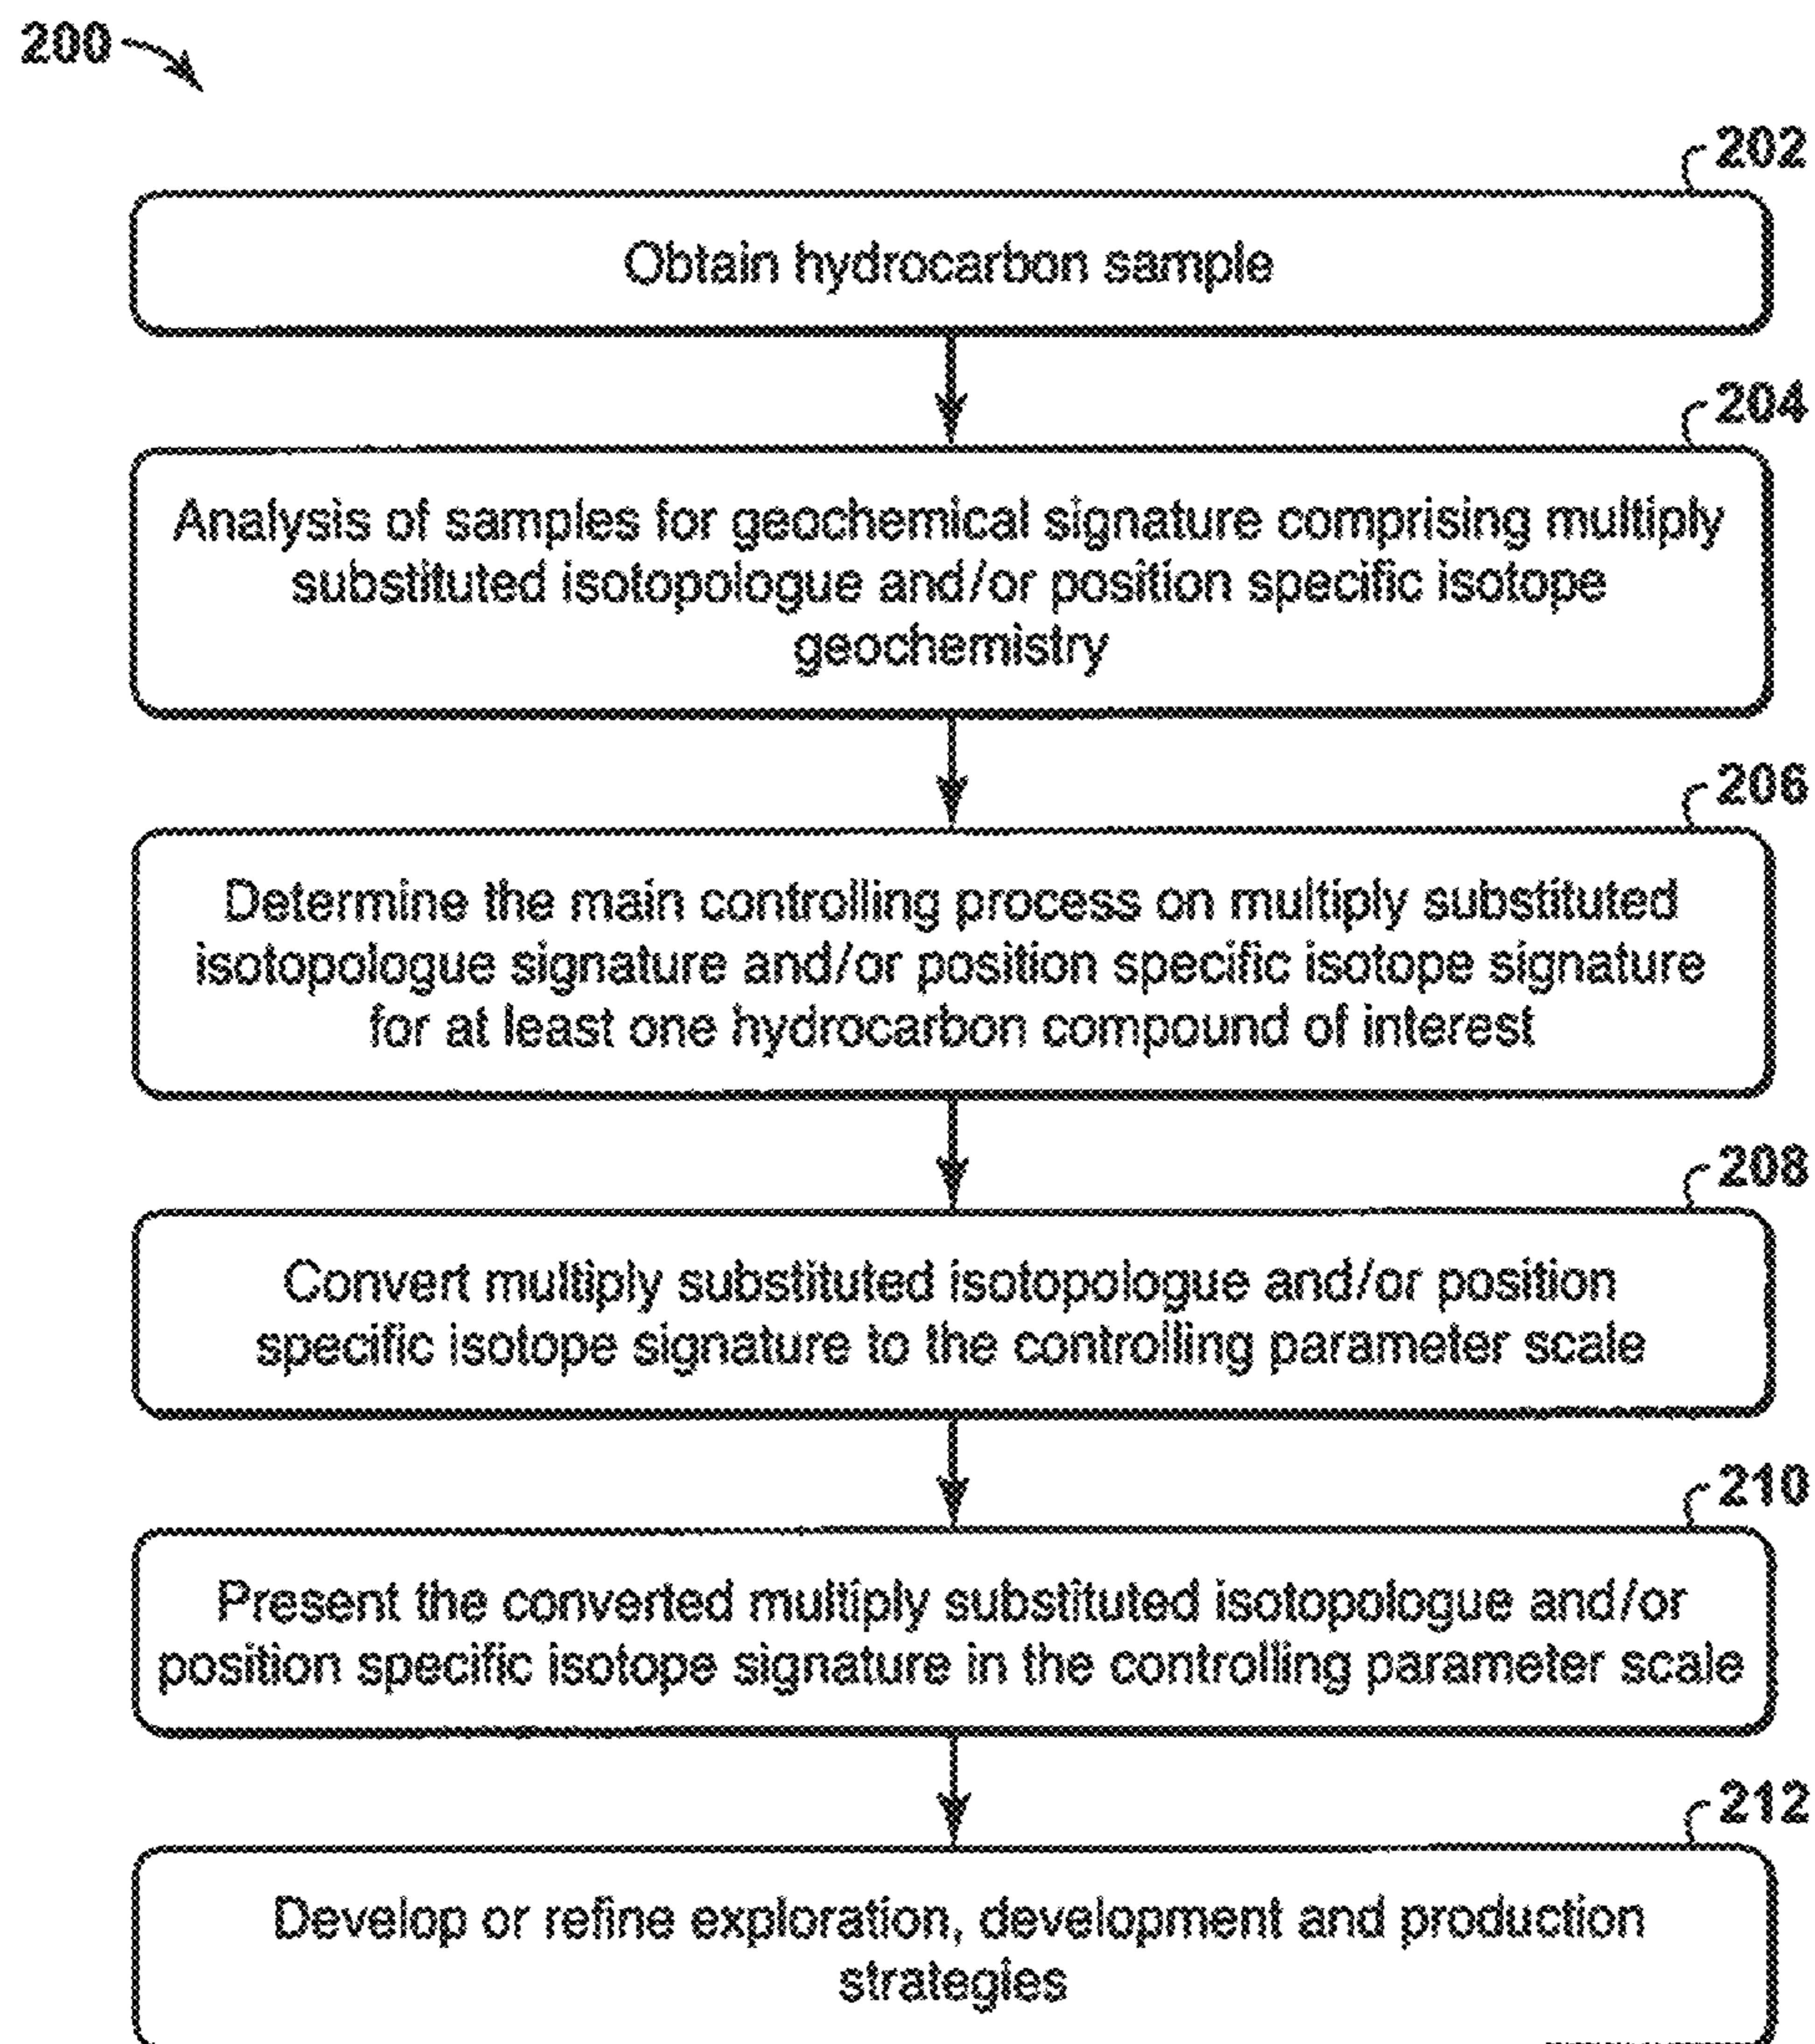 200
202
Obtain hydrocarbon sample
204
Analysis of samples for geochemical signature comprising multiply
substituted isotopologue and/or position specific isotope
geochemistry
206
Determine the main controlling process on multiply substituted
isotopologue signature and/or position specific isotope signature
for at least one hydrocarbon compound of interest
208
Convert multiply substituted isotopologue and/or position
specific isotope signature to the controlling parameter scale
210
Present the converted multiply substituted isotopologue and/or
position specific isotope signature in the controlling parameter scale
212
Develop or refine exploration, development and production
strategies